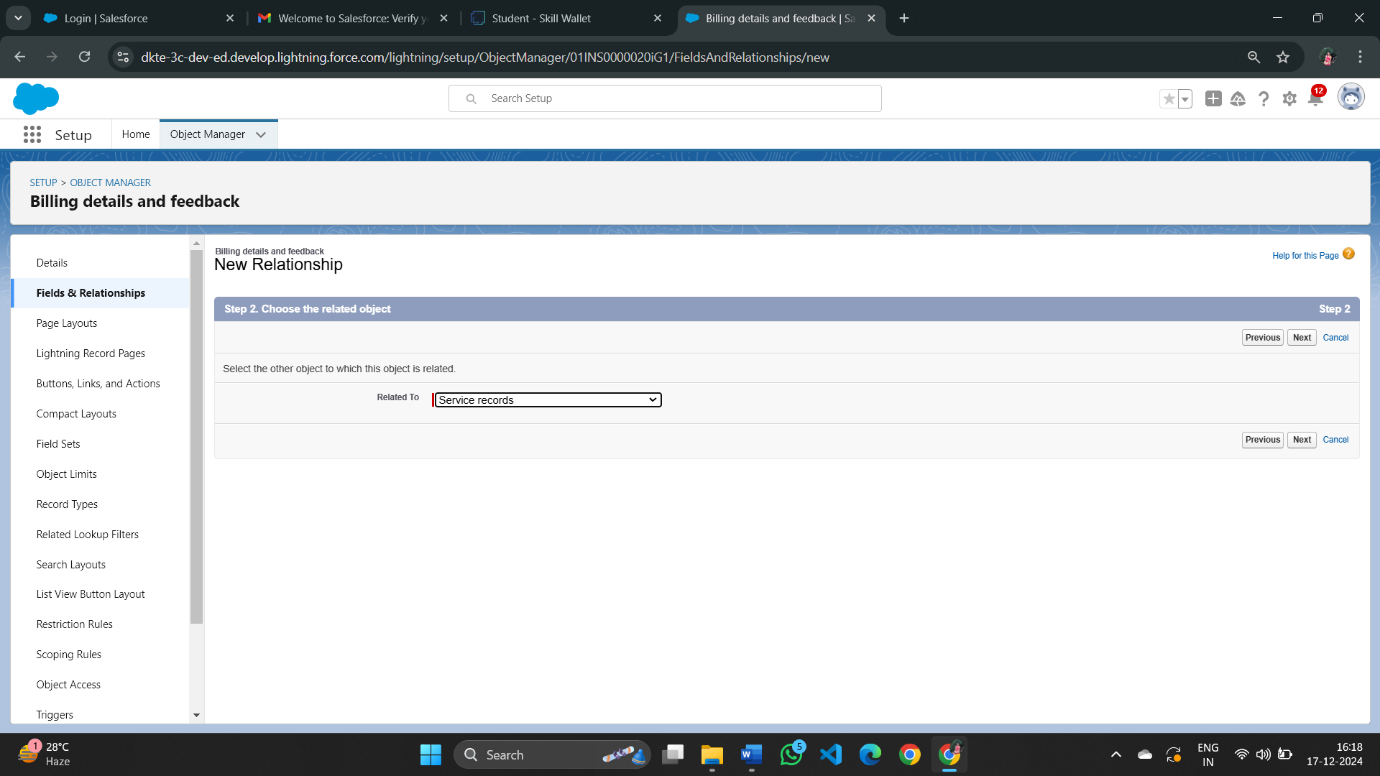 Login | Salesforce
Welcome to Salesforce: Verify y
Student - Skill Wallet
Billing details and feedback | Sa
dkte-3c-dev-ed.develop.lightning.force.com/lightning/setup/ObjectManager/01INS0000020iG1/FieldsAndRelationships/new
Search Setup
12
Setup
Home
Object Manager
SETUP > OBJECT MANAGER
Billing details and feedback
Details
Fields & Relationships
Page Layouts
Lightning Record Pages
Buttons, Links, and Actions
Compact Layouts
Field Sets
Object Limits
Record Types
Related Lookup Filters
Search Layouts
List View Button Layout
Restriction Rules
Scoping Rules
Object Access
Triggers
Billing details and feedback
New Relationship
Help for this Page
Step 2. Choose the related object
Step 2
Previous Next Cancel
Select the other object to which this object is related.
Related To
Service records
Previous Next Cancel
1
28°C
Haze
Search
5
ENG
IN
16:18
17-12-2024